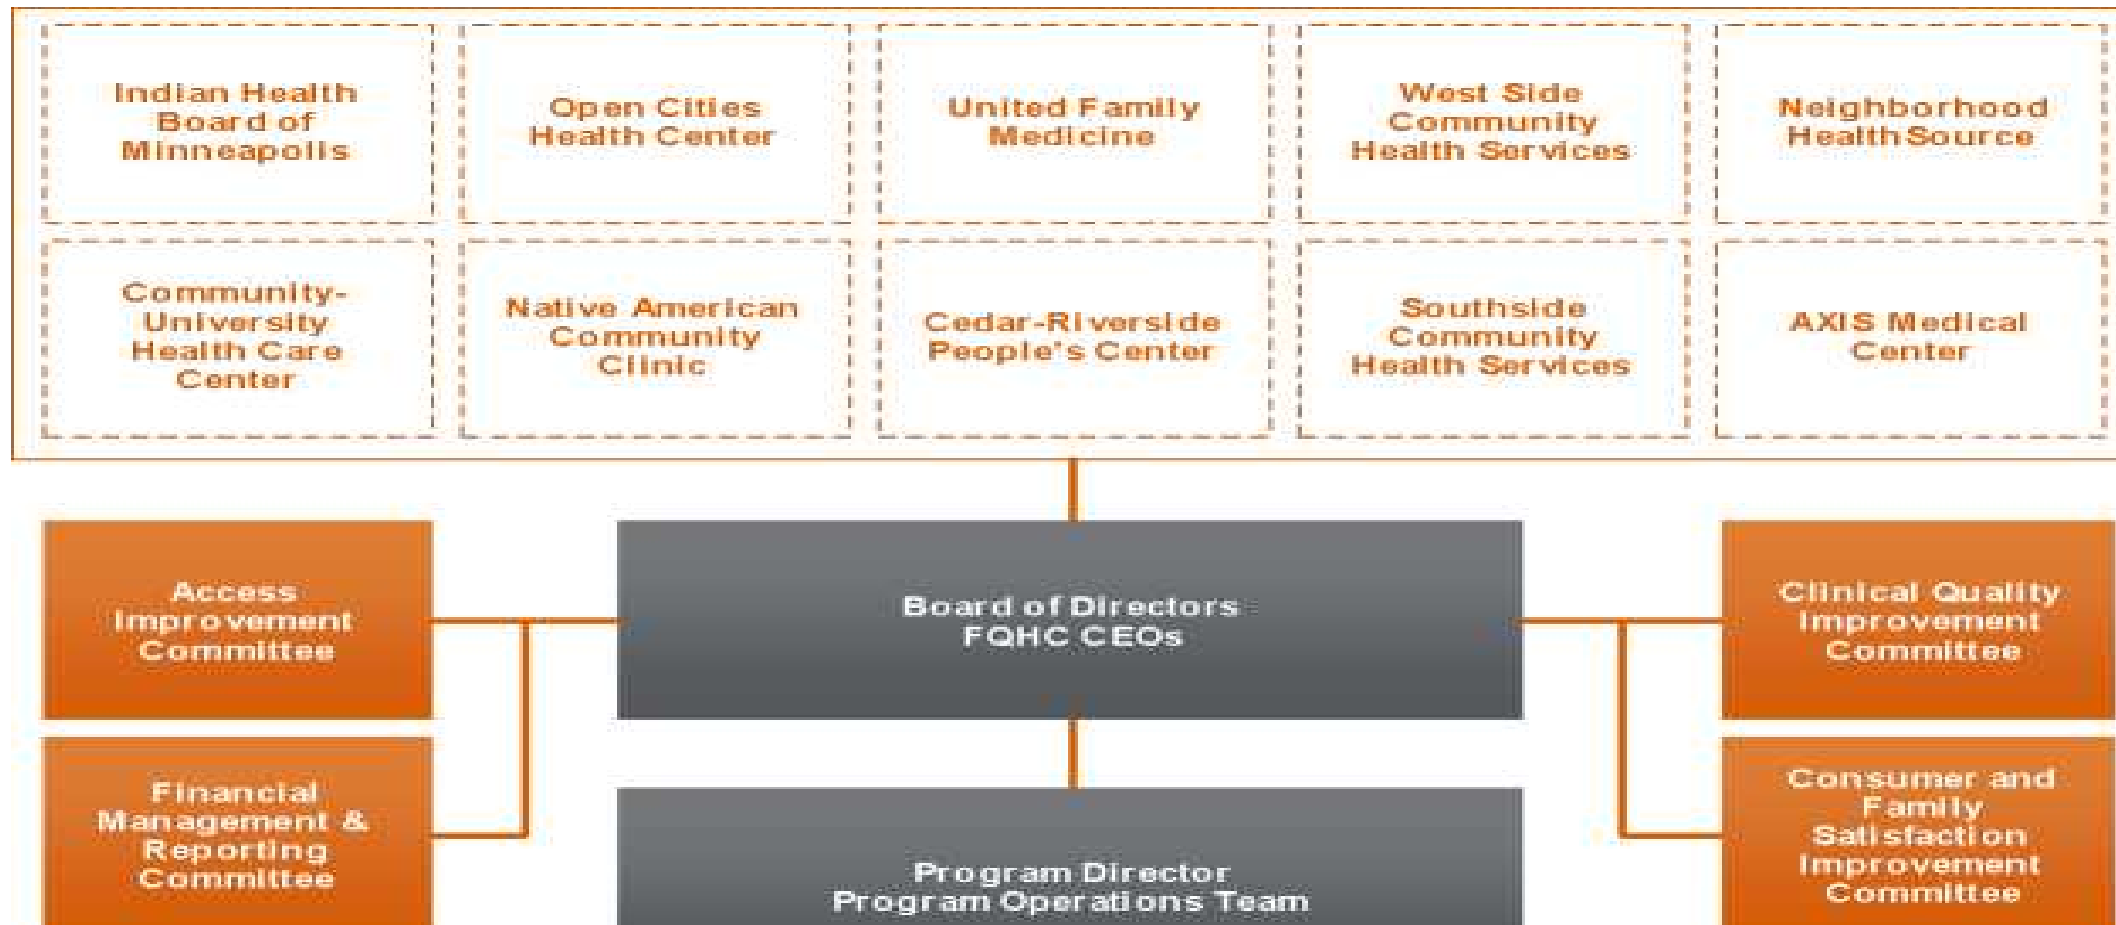 Indian Health
Board of
Minneapolis
Open Cities
Health Center
United Family
Medicine
West Side
Community
Health Services
Neighborhood
HealthSource
Community-
University
Health Care
Center
Native American
Community
Clinic
Cedar-Riverside
People's Center
Southside
Community
Health Services
AXIS Medical
Center
Access
Improvement
Committee
Board of Directors
FQHC CEOs
Clinical Quality
Improvement
Committee
Financial
Management &
Reporting
Committee
Program Director
Program Operations Team
Consumer and
Family
Satisfaction
Improvement
Committee